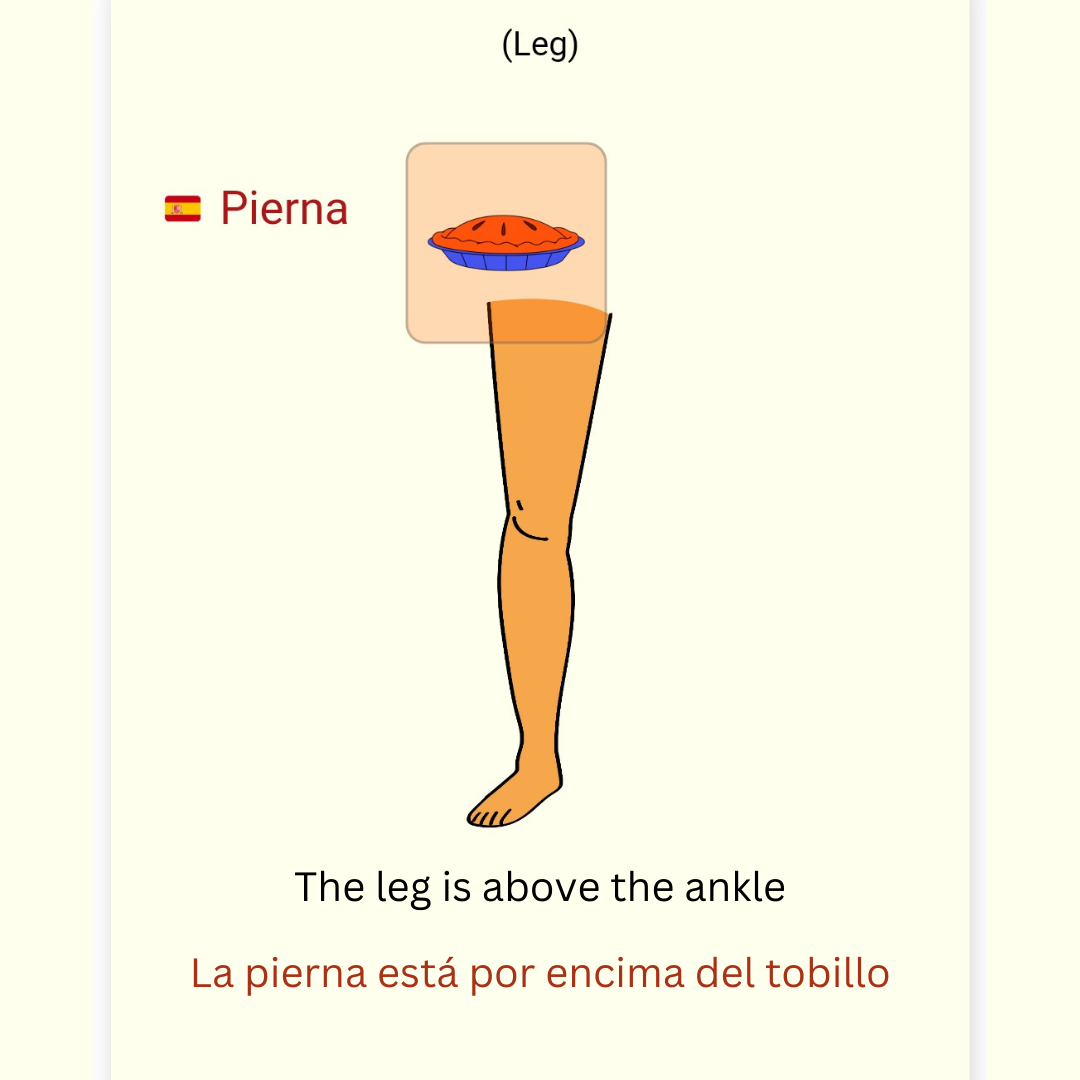 (Leg)
Pierna
The leg is above the ankle
La pierna está por encima del tobillo